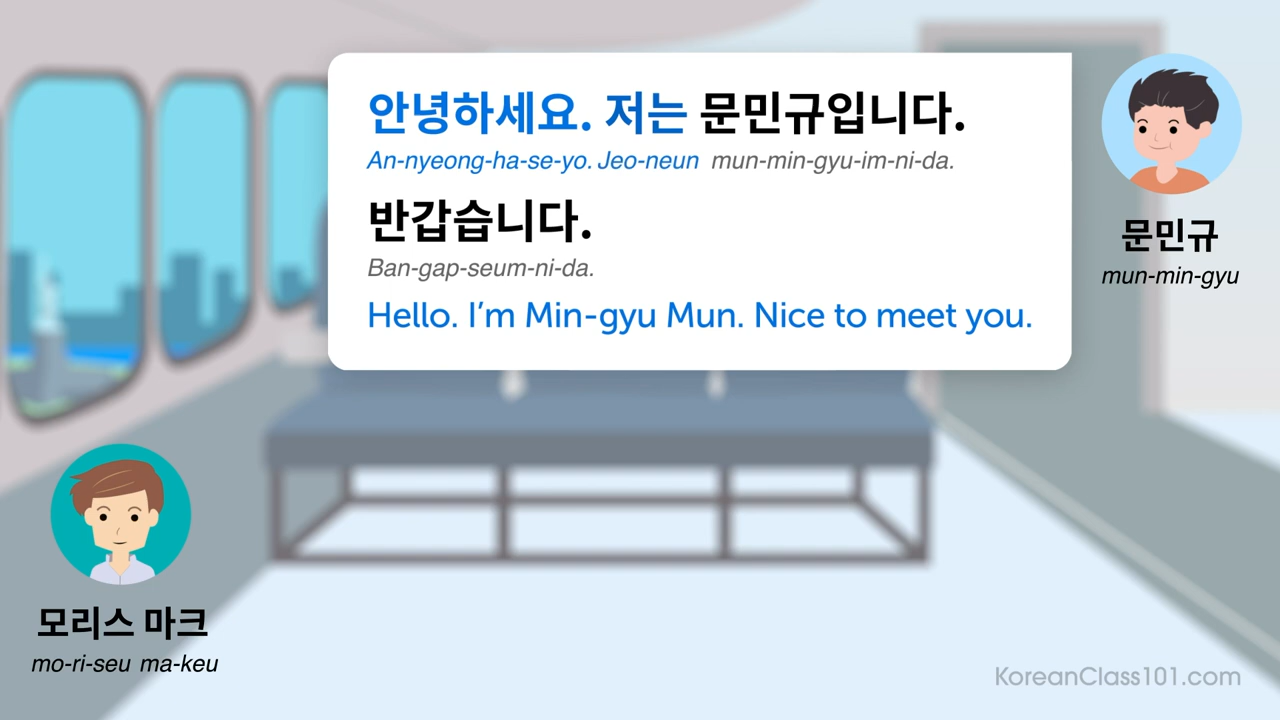 안녕하세요. 저는 문민규입니다.
An-nyeong-ha-se-yo. Jeo-neun mun-min-gyu-im-ni-da.
반갑습니다.
Ban-gap-seum-ni-da.
Hello. I’m Min-gyu Mun. Nice to meet you.
문민규
mun-min-gyu
모리스 마크
mo-ri-seu ma-keu
KoreanClass101.com